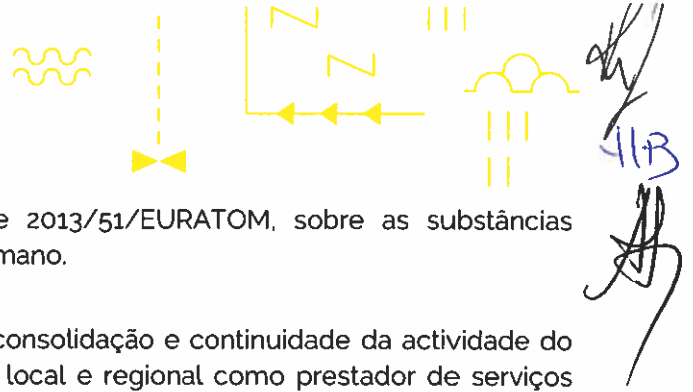 e 2013/51/EURATOM, sobre as substâncias
mano.
consolidação e continuidade da actividade do
local e regional como prestador de serviços